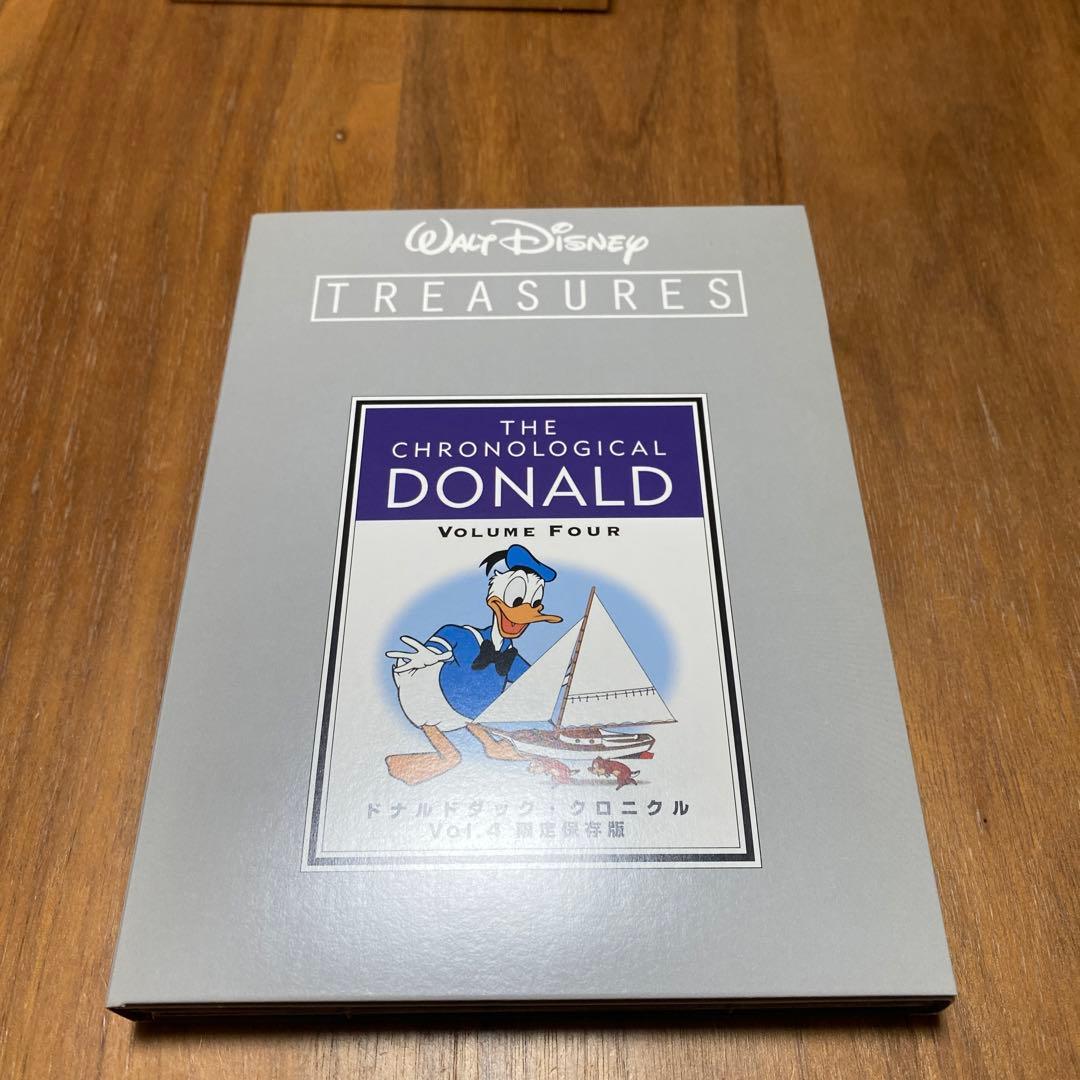 WALT DISNEY
TREASURES
THE
CHRONOLOGICAL
DONALD
VOLUME FOUR
ドナルドダック・クロニクル
Vol.4 限定保存版